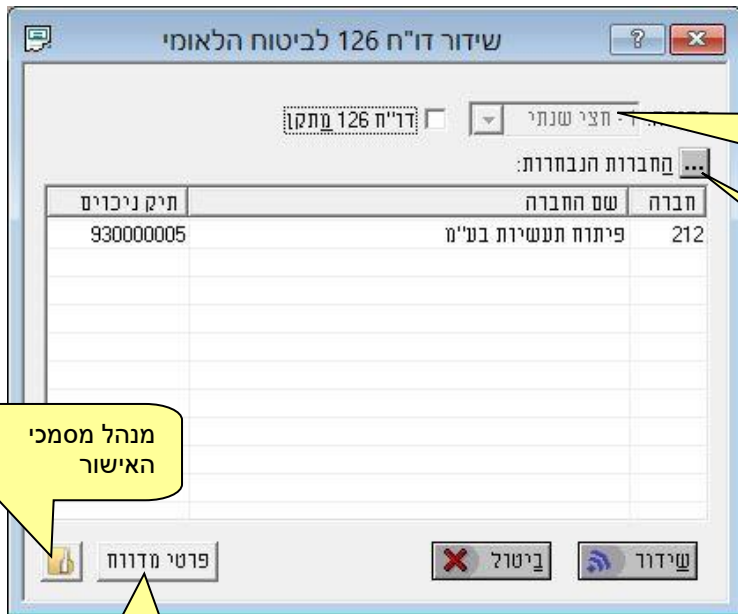 שידור דו"ח 126 לביטוח הלאומי
1 - חצי שנתי
דו"ח 126 מתקן
... החברות הנבחרות:
חברה שם החברה תיק ניכויים
212 פיתוח תעשיות בע"מ 930000005
מנהל מסמכי
האישור
שידור ביטול פרטי מדווח